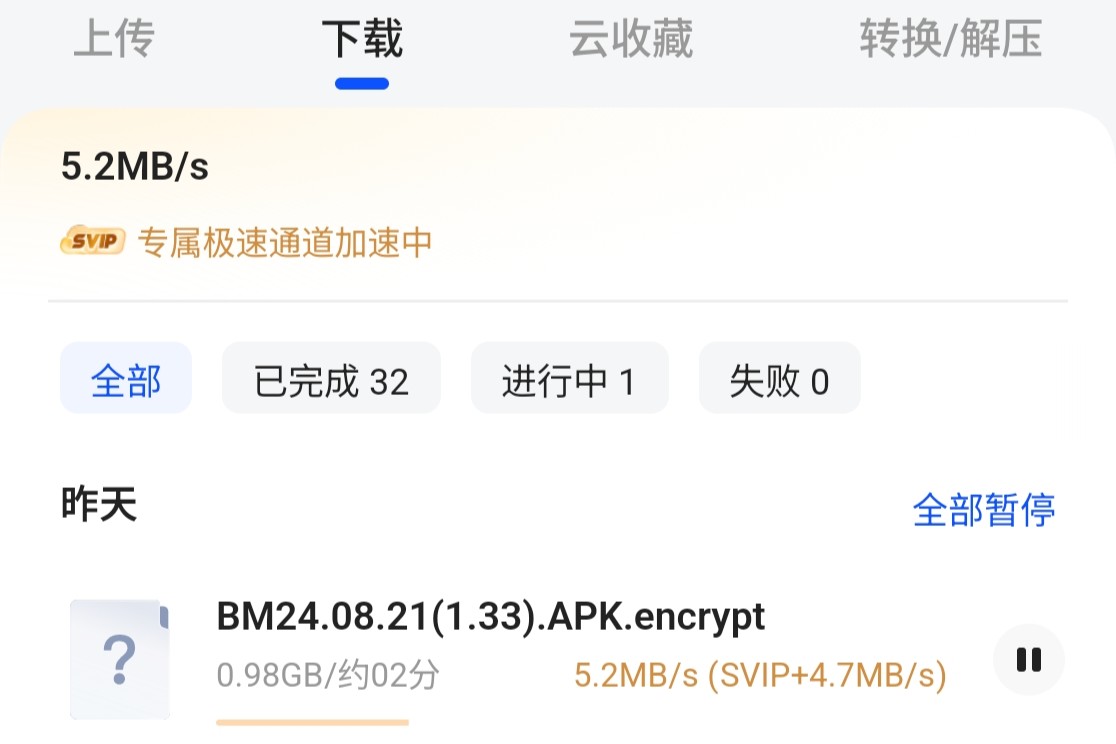 上传 下载 云收藏 转换/解压
5.2MB/s
SVIP 专属极速通道加速中
全部 已完成 32 进行中 1 失败 0
昨天 全部暂停
BM24.08.21(1.33).APK.encrypt
0.98GB/约02分 5.2MB/s (SVIP+4.7MB/s)
?